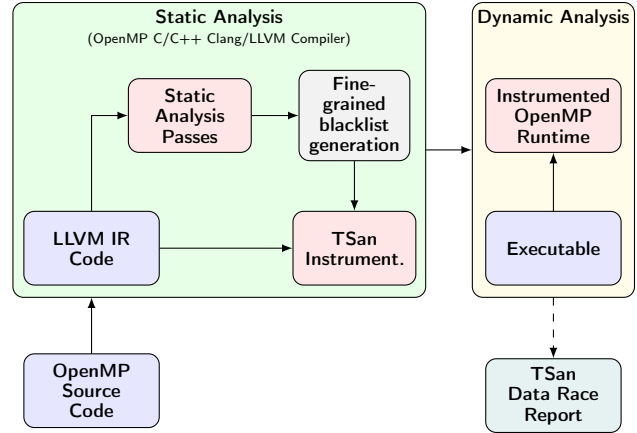 Static Analysis
(OpenMP C/C++ Clang/LLVM Compiler)
Static
Analysis
Passes
Fine-
grained
blacklist
generation
LLVM IR
Code
TSan
Instrument.
Dynamic Analysis
Instrumented
OpenMP
Runtime
Executable
OpenMP
Source
Code
TSan
Data Race
Report